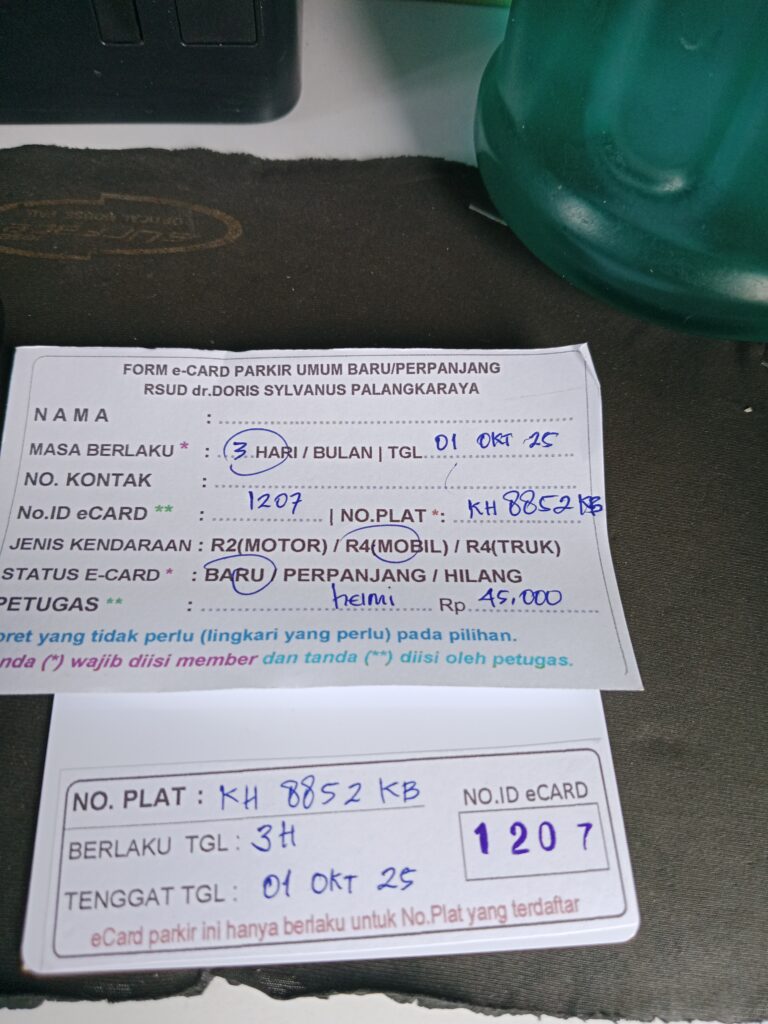 FORM e-CARD PARKIR UMUM BARU/PERPANJANG
RSUD dr.DORIS SYLVANUS PALANGKARAYA
NAMA :
MASA BERLAKU * : 3 HARI / BULAN | TGL 01 OKT 25
NO. KONTAK :
No.ID eCARD ** : 1207 | NO.PLAT *: KH 8852 KB
JENIS KENDARAAN : R2(MOTOR) / R4(MOBIL) / R4(TRUK)
STATUS E-CARD * : BARU / PERPANJANG / HILANG
PETUGAS ** : helmi Rp 45.000
oret yang tidak perlu (lingkari yang perlu) pada pilihan.
nda (*) wajib diisi member dan tanda (**) diisi oleh petugas.
NO. PLAT : KH 8852 KB
NO.ID eCARD
1207
BERLAKU TGL : 3H
TENGGAT TGL : 01 OKT 25
eCard parkir ini hanya berlaku untuk No.Plat yang terdaftar